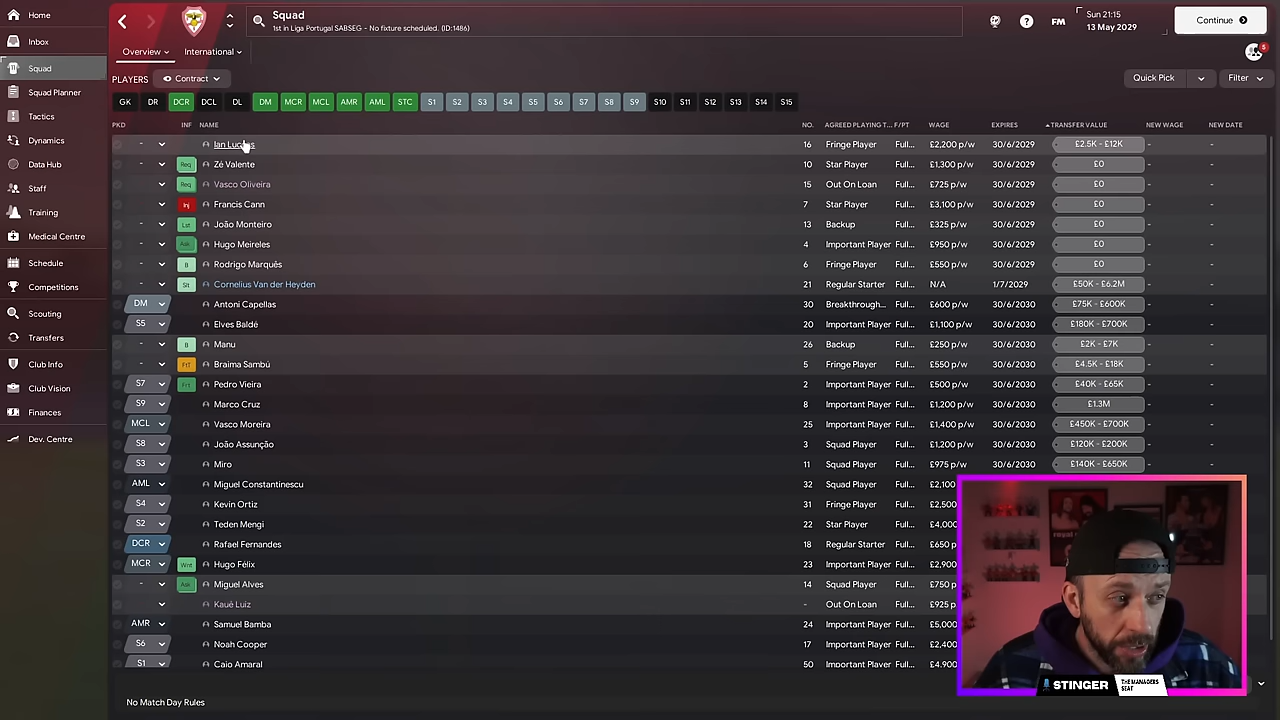 Home
Inbox
Squad
Squad Planner
Tactics
Dynamics
Data Hub
Staff
Training
Medical Centre
Schedule
Competitions
Scouting
Transfers
Club Info
Club Vision
Finances
Dev. Centre
Squad
1st in Liga Portugal SABSEG - No fixture scheduled. (ID:1486)
FM
Sun 21:15
13 May 2029
Continue
Overview
International
5
PLAYERS Contract Quick Pick Filter
GK DR DCR DCL DL DM MCR MCL AMR AML STC S1 S2 S3 S4 S5 S6 S7 S8 S9 S10 S11 S12 S13 S14 S15
PKD INF NAME NO. AGREED PLAYING T... F/PT WAGE EXPIRES TRANSFER VALUE NEW WAGE NEW DATE
- 16 Fringe Player Full... £2,200 p/w 30/6/2029 £2.5K - £12K - -
- Req Zé Valente 10 Star Player Full... £1,300 p/w 30/6/2029 £0 - -
Req Vasco Oliveira 15 Out On Loan Full... £725 p/w 30/6/2029 £0 - -
Inj Francis Cann 7 Star Player Full... £3,100 p/w 30/6/2029 £0 - -
- Lst João Monteiro 13 Backup Full... £325 p/w 30/6/2029 £0 - -
- Hugo Meireles 4 Important Player Full... £950 p/w 30/6/2029 £0 - -
- B Rodrigo Marquês 6 Fringe Player Full... £550 p/w 30/6/2029 £0 - -
- Slt Cornelius Van der Heyden 21 Regular Starter Full... N/A 1/7/2029 £50K - £6.2M - -
DM Antoni Capellas 30 Breakthrough... Full... £600 p/w 30/6/2030 £75K - £600K - -
S5 Elves Baldé 20 Important Player Full... £1,100 p/w 30/6/2030 £180K - £700K - -
- B Manu 26 Backup Full... £250 p/w 30/6/2030 £2K - £7K - -
- FtT Braima Sambú 5 Fringe Player Full... £550 p/w 30/6/2030 £4.5K - £18K - -
S7 Frt Pedro Vieira 2 Important Player Full... £500 p/w 30/6/2030 £40K - £65K - -
S9 Marco Cruz 8 Important Player Full... £1,200 p/w 30/6/2030 £1.3M - -
MCL Vasco Moreira 25 Important Player Full... £1,400 p/w 30/6/2030 £450K - £700K - -
S8 João Assunção 3 Squad Player Full... £1,200 p/w 30/6/2030 £120K - £200K - -
S3 Miro 11 Squad Player Full... £975 p/w 30/6/2030 £140K - £650K - -
AML Miguel Constantinescu 32 Squad Player Full... £2,100
S4 Kevin Ortiz 31 Fringe Player Full... £2,500
S2 Teden Mengi 22 Star Player Full... £4,000
DCR Rafael Fernandes 18 Regular Starter Full... £650 p
MCR Wnt Hugo Félix 23 Important Player Full... £2,900
- Miguel Alves 14 Squad Player Full... £750 p
Kauê Luiz - Out On Loan Full... £925 p
AMR Samuel Bamba 24 Important Player Full... £5,000
S6 Noah Cooper 17 Important Player Full... £2,400
S1 Caio Amaral 50 Important Player Full... £4,900
No Match Day Rules
STINGER THE MANAGERS SEAT